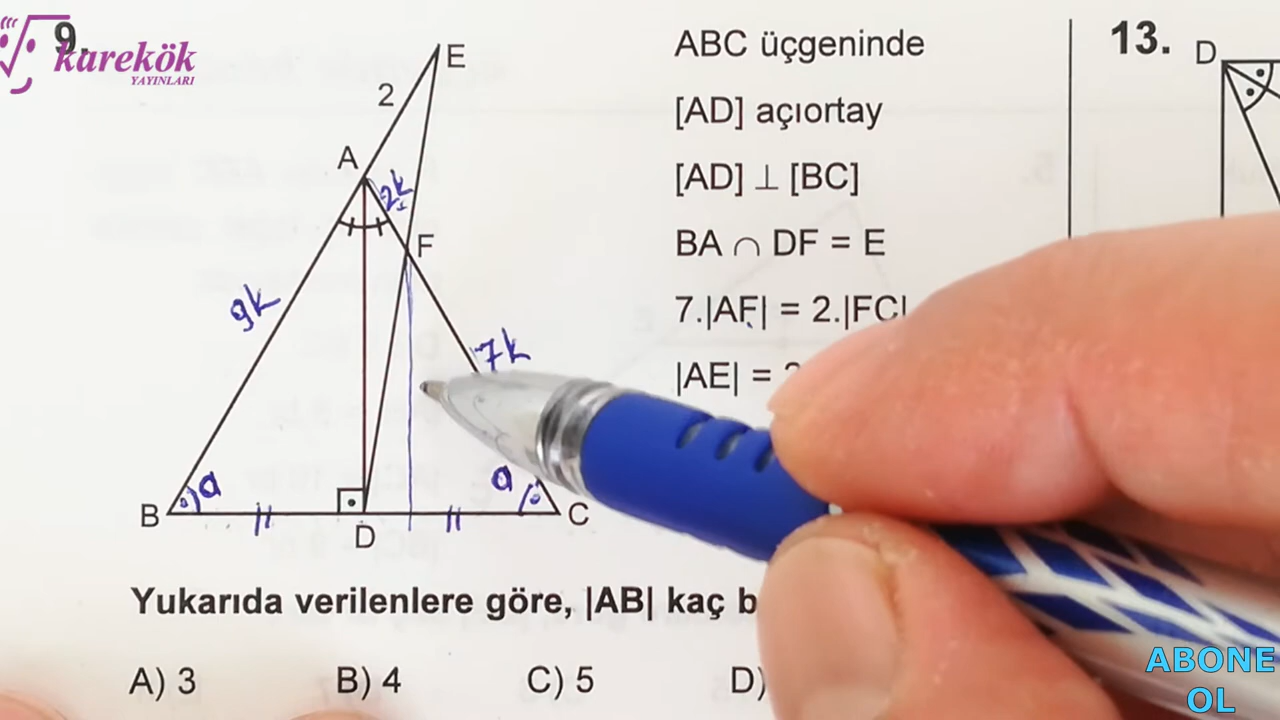 9.
karekök
YAYINLARI
E
2
A
2k
F
9k
7k
B
a
a
C
D
ABC üçgeninde
[AD] açıortay
[AD] ⊥ [BC]
BA ∩ DF = E
7.|AF| = 2.|FC|
|AE| =
Yukarıda verilenlere göre, |AB| kaç
A) 3 B) 4 C) 5 D)
13.
D
ABONE
OL